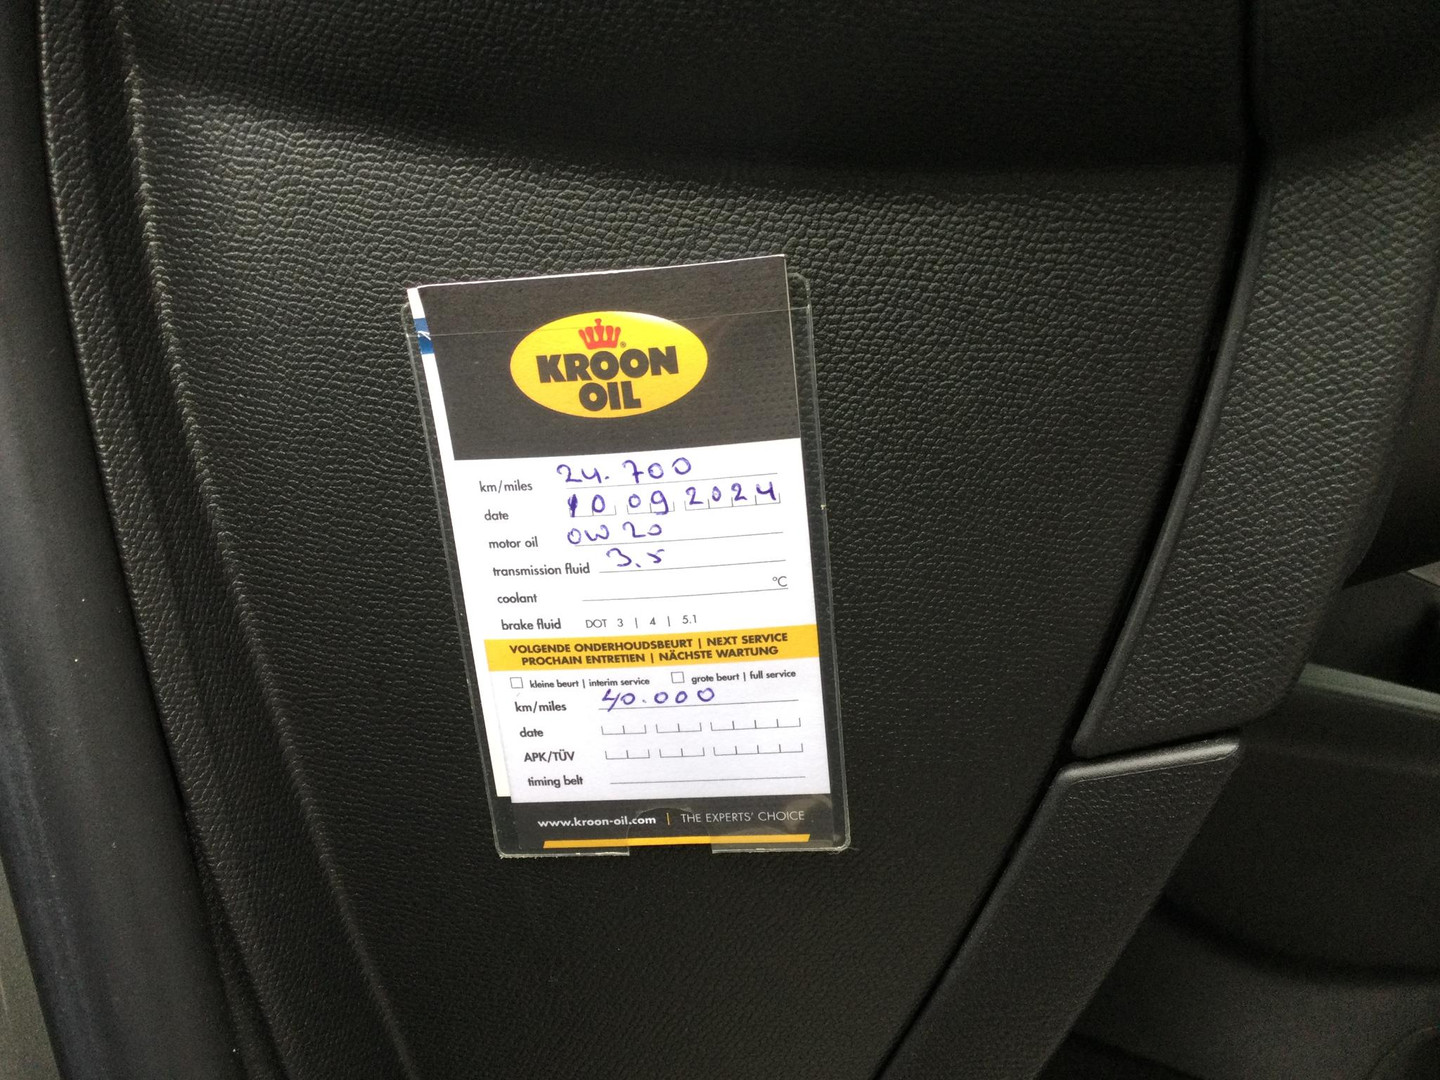 KROON
OIL
km/miles 24.700
date 10 09 2024
motor oil 0W 20
transmission fluid 3.5
coolant °C
brake fluid DOT 3 | 4 | 5.1
VOLGENDE ONDERHOUDSBEURT | NEXT SERVICE
PROCHAIN ENTRETIEN | NÄCHSTE WARTUNG
kleine beurt | interim service grote beurt | full service
km/miles 40.000
date
APK/TÜV
timing belt
www.kroon-oil.com | THE EXPERTS' CHOICE